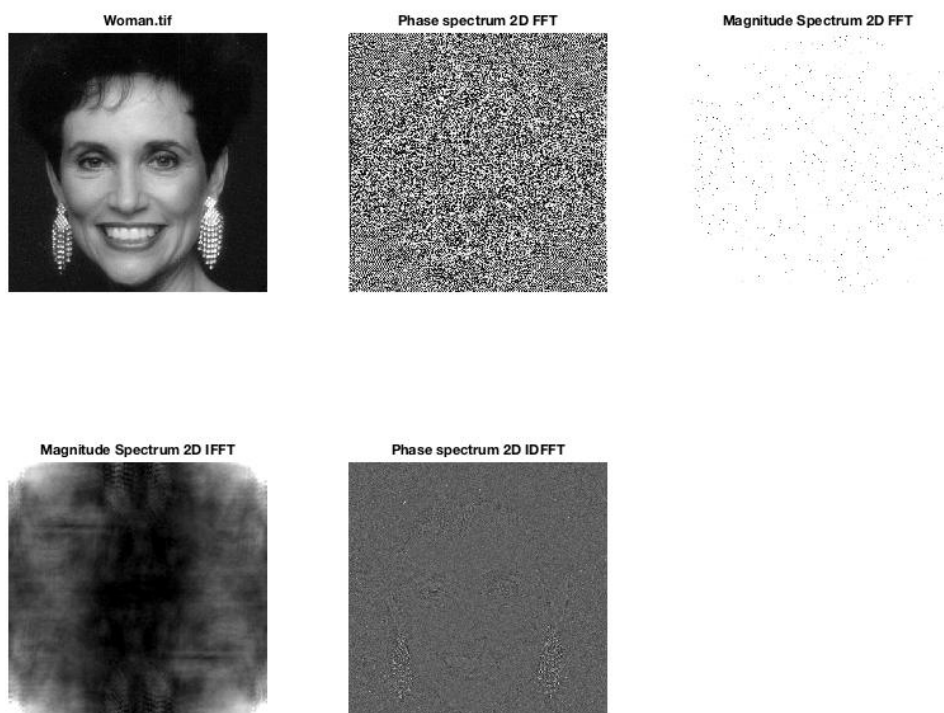 Woman.tif
Phase spectrum 2D FFT
Magnitude Spectrum 2D FFT
Magnitude Spectrum 2D IFFT
Phase spectrum 2D IDFFT